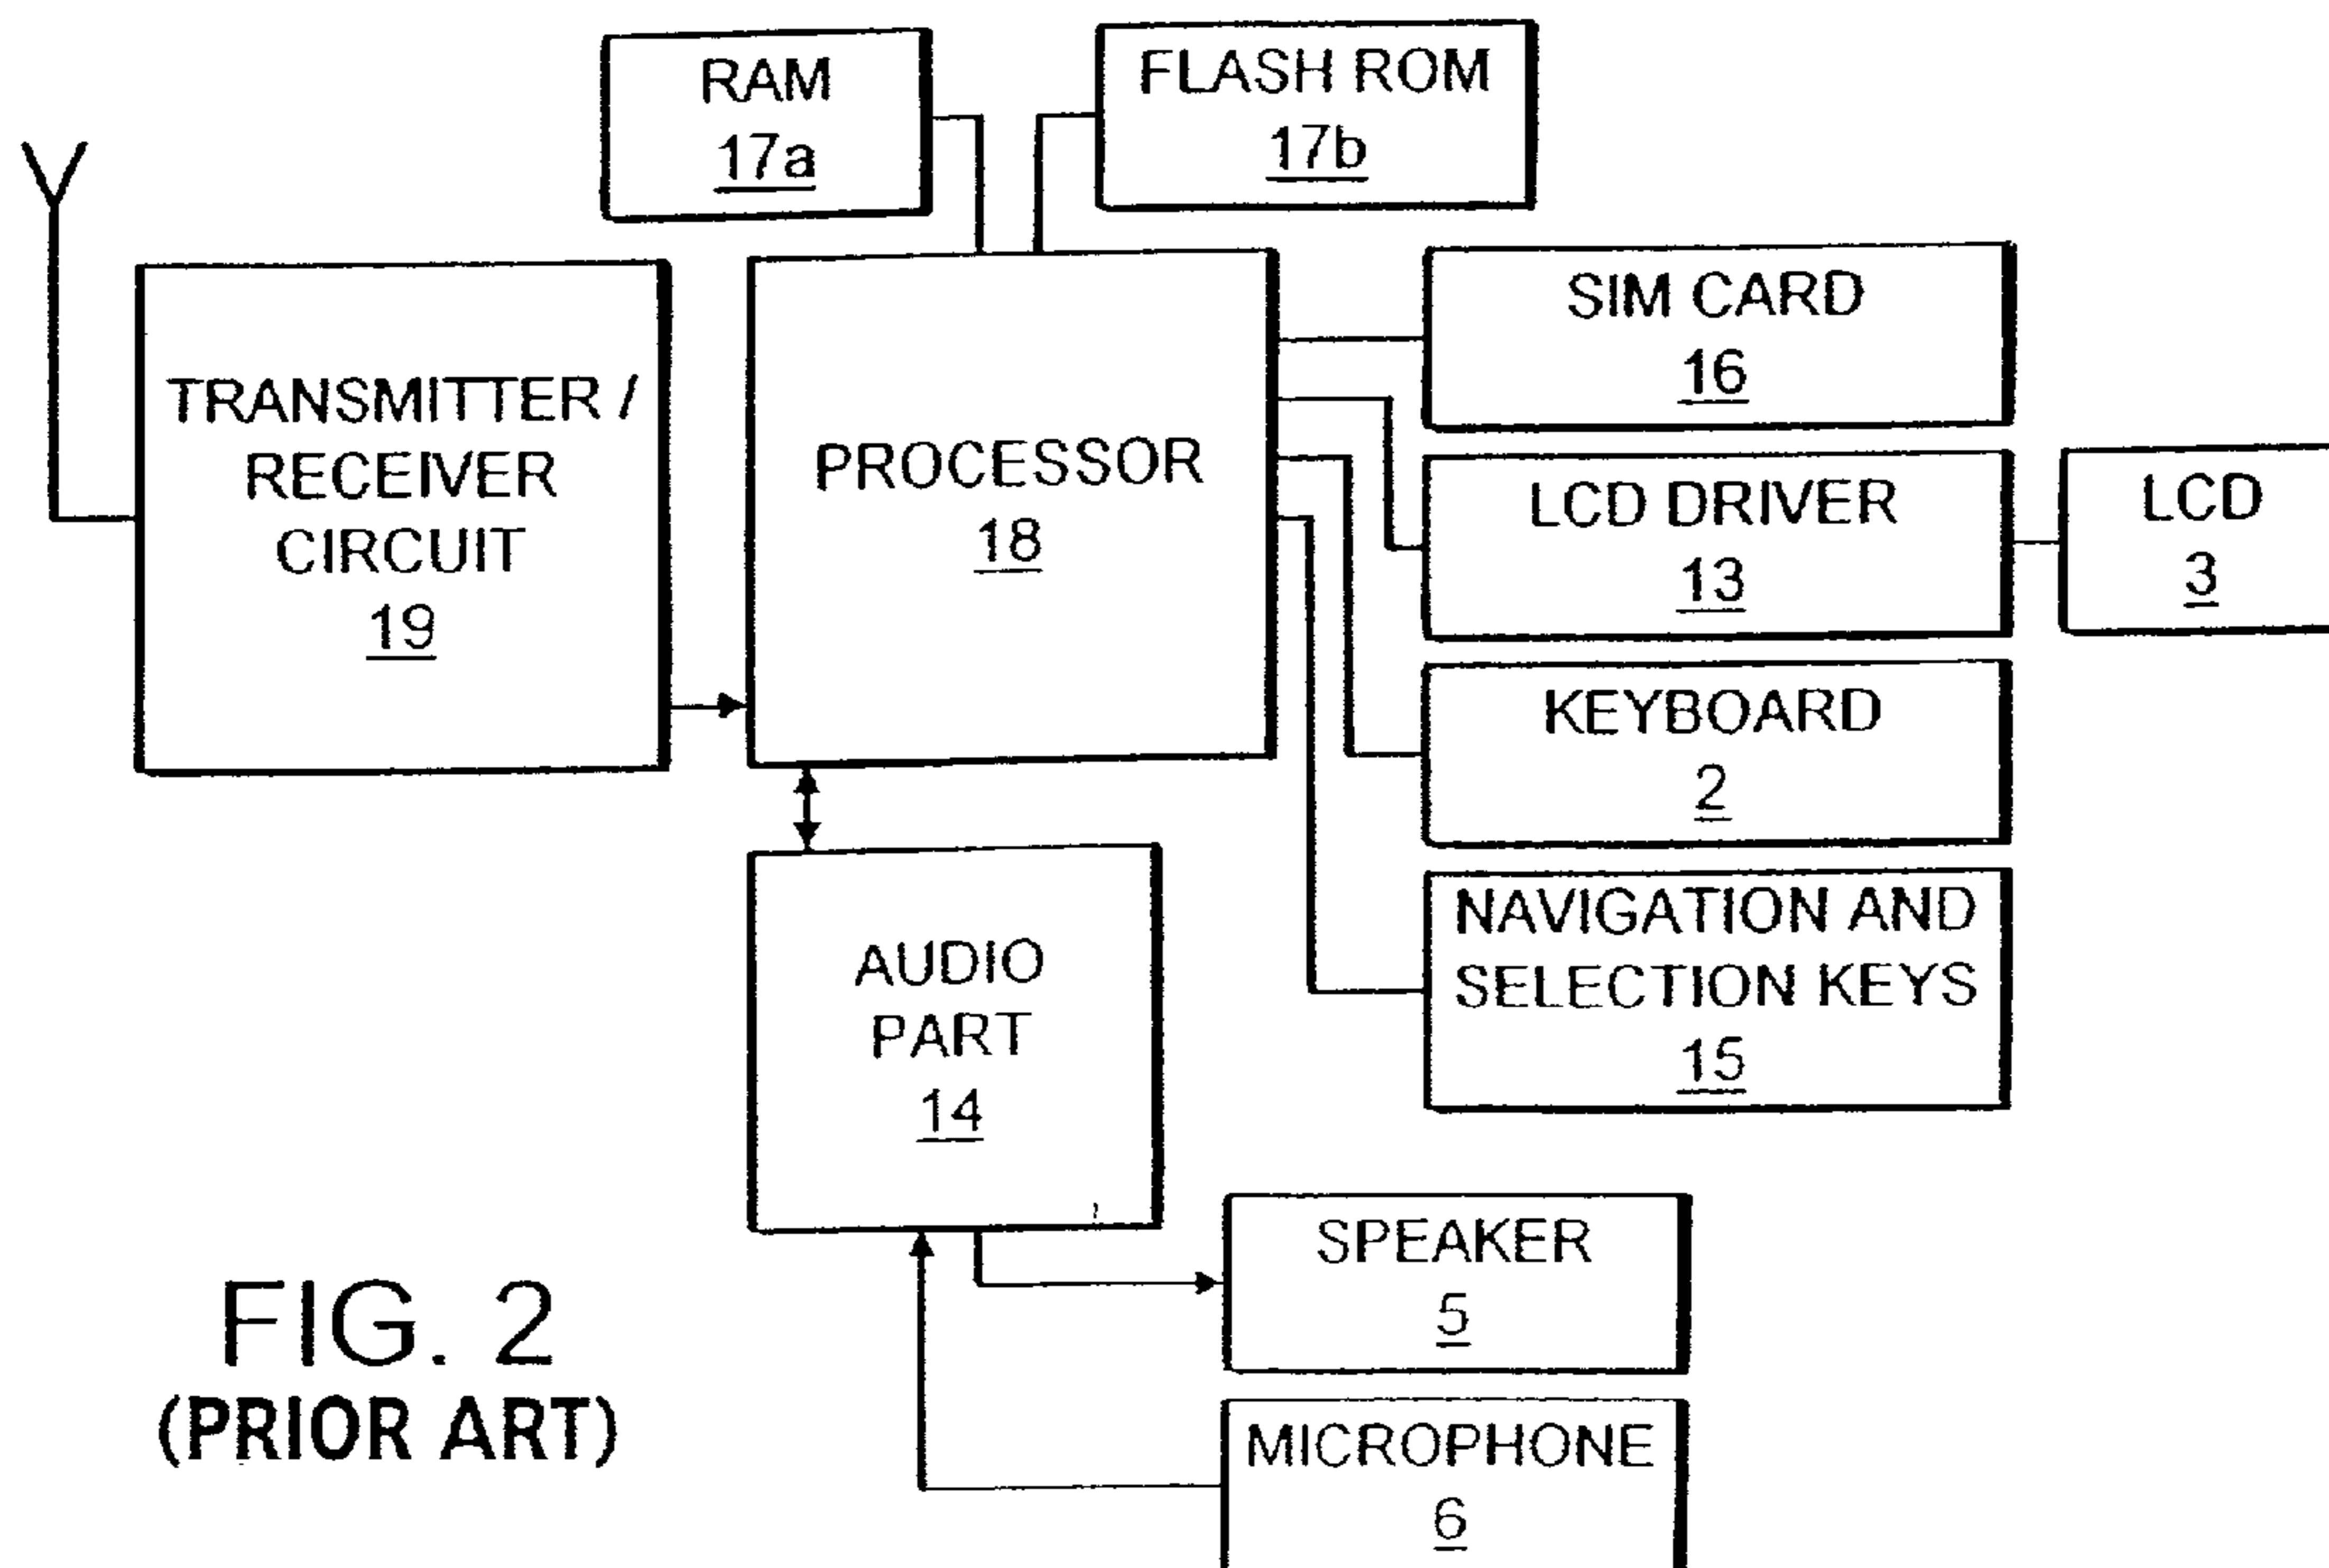 RAM
17a
FLASH ROM
17b
TRANSMITTER /
RECEIVER
CIRCUIT
19
PROCESSOR
18
SIM CARD
16
LCD DRIVER
13
LCD
3
KEYBOARD
2
NAVIGATION AND
SELECTION KEYS
15
AUDIO
PART
14
SPEAKER
5
MICROPHONE
6
FIG. 2
(PRIOR ART)